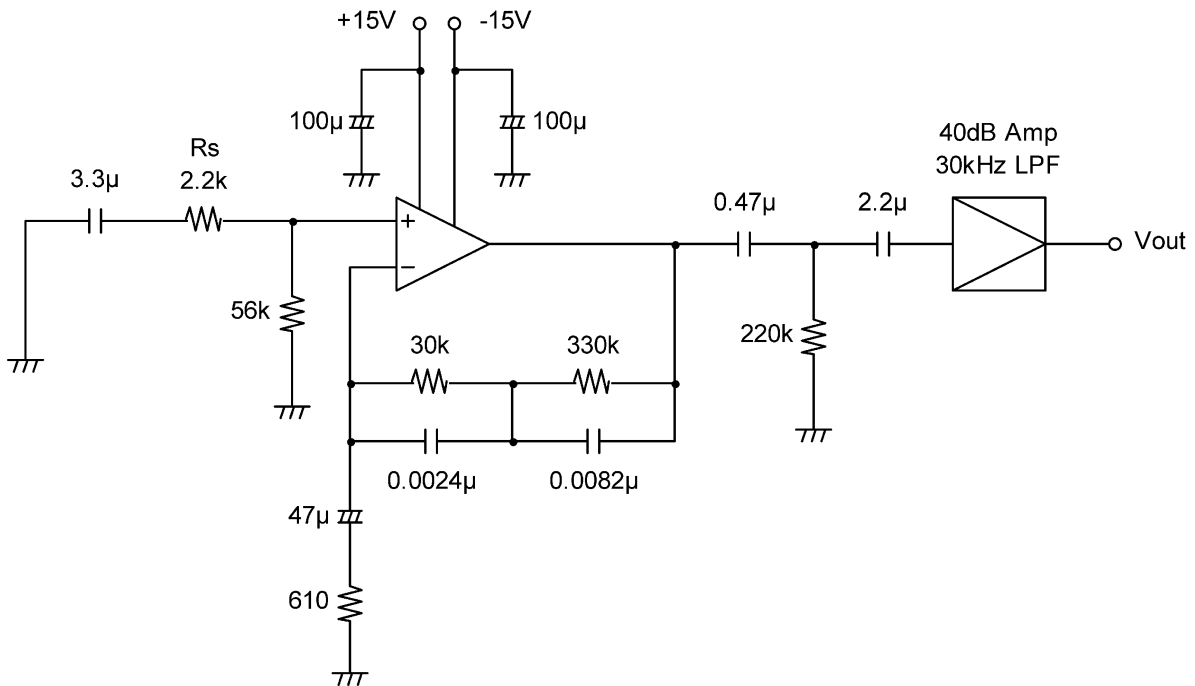 +15V
-15V
100µ
100µ
40dB Amp
30kHz LPF
Rs
2.2k
3.3µ
0.47µ
2.2µ
+
−
Vout
56k
220k
30k
330k
0.0024µ
0.0082µ
47µ
610